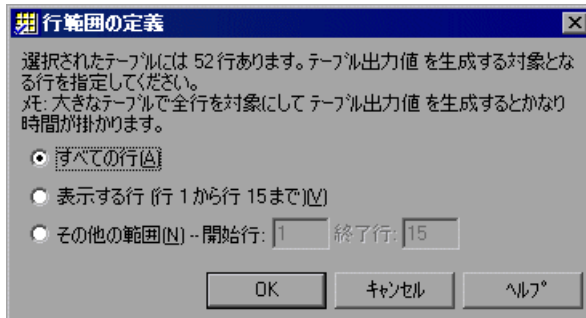 行範囲の定義
選択されたテーブルには 52 行あります。テーブル出力値 を生成する対象とな
る行を指定してください。
メモ: 大きなテーブルで全行を対象にして テーブル出力値 を生成するとかなり
時間が掛かります。
すべての行(A)
表示する行 (行 1 から行 15 まで)(V)
その他の範囲(N) -- 開始行: 1 終了行: 15
OK キャンセル ヘルプ